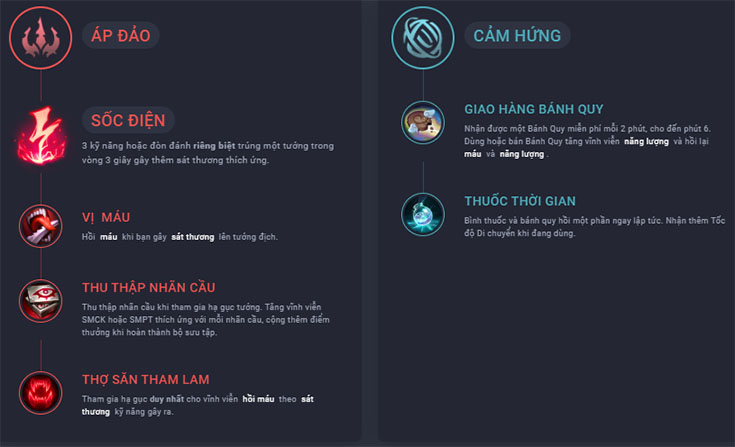 ÁP ĐẢO
SỐC ĐIỆN
3 kỹ năng hoặc đòn đánh riêng biệt trúng một tướng trong
vòng 3 giây gây thêm sát thương thích ứng.
VỊ MÁU
Hồi máu khi bạn gây sát thương lên tướng địch.
THU THẬP NHÃN CẦU
Thu thập nhãn cầu khi tham gia hạ gục tướng. Tăng vĩnh viễn
SMCK hoặc SMPT thích ứng với mỗi nhãn cầu, cộng thêm điểm
thưởng khi hoàn thành bộ sưu tập.
THỢ SĂN THAM LAM
Tham gia hạ gục duy nhất cho vĩnh viễn hồi máu theo sát
thương kỹ năng gây ra.
CẢM HỨNG
GIAO HÀNG BÁNH QUY
Nhận được một Bánh Quy miễn phí mỗi 2 phút, cho đến phút 6.
Dùng hoặc bán Bánh Quy tăng vĩnh viễn năng lượng và hồi lại
máu và năng lượng .
THUỐC THỜI GIAN
Bình thuốc và bánh quy hồi một phần ngay lập tức. Nhận thêm Tốc
độ Di chuyển khi đang dùng.